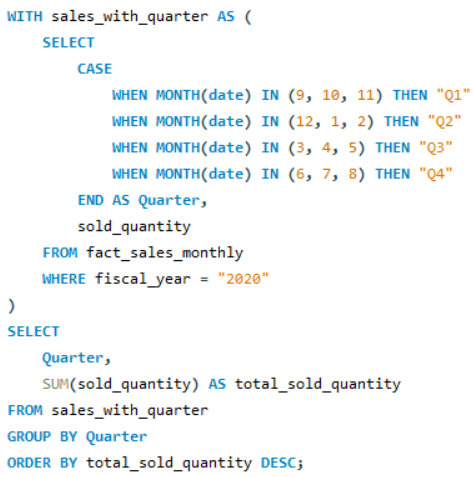 WITH sales_with_quarter AS (
    SELECT
        CASE
            WHEN MONTH(date) IN (9, 10, 11) THEN "Q1"
            WHEN MONTH(date) IN (12, 1, 2) THEN "Q2"
            WHEN MONTH(date) IN (3, 4, 5) THEN "Q3"
            WHEN MONTH(date) IN (6, 7, 8) THEN "Q4"
        END AS Quarter,
        sold_quantity
    FROM fact_sales_monthly
    WHERE fiscal_year = "2020"
)
SELECT
    Quarter,
    SUM(sold_quantity) AS total_sold_quantity
FROM sales_with_quarter
GROUP BY Quarter
ORDER BY total_sold_quantity DESC;